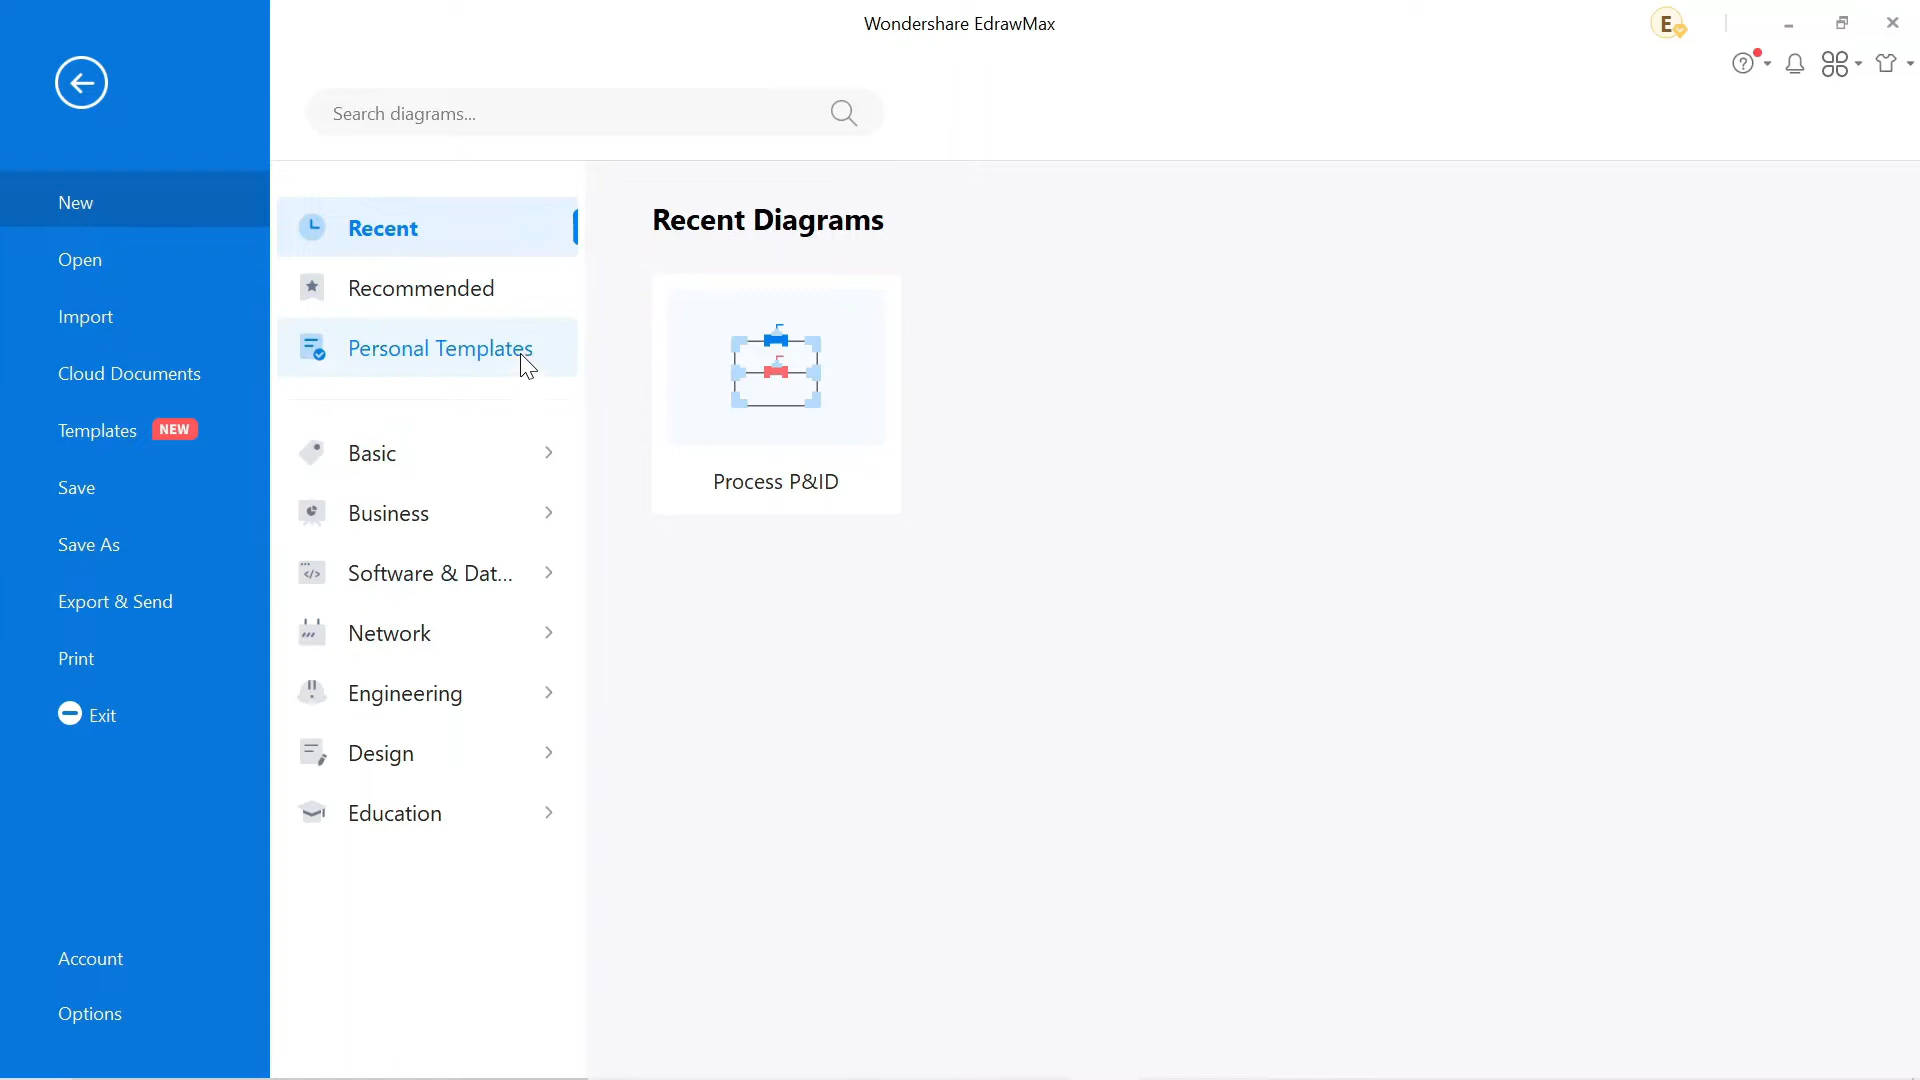 Wondershare EdrawMax
E
Search diagrams...
New
Open
Import
Cloud Documents
Templates NEW
Save
Save As
Export & Send
Print
Exit
Account
Options
Recent
Recommended
Personal Templates
Basic
Business
Software & Dat...
Network
Engineering
Design
Education
Recent Diagrams
Process P&ID